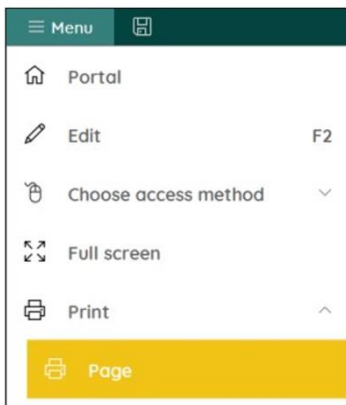 Menu
Portal
Edit F2
Choose access method
Full screen
Print
Page